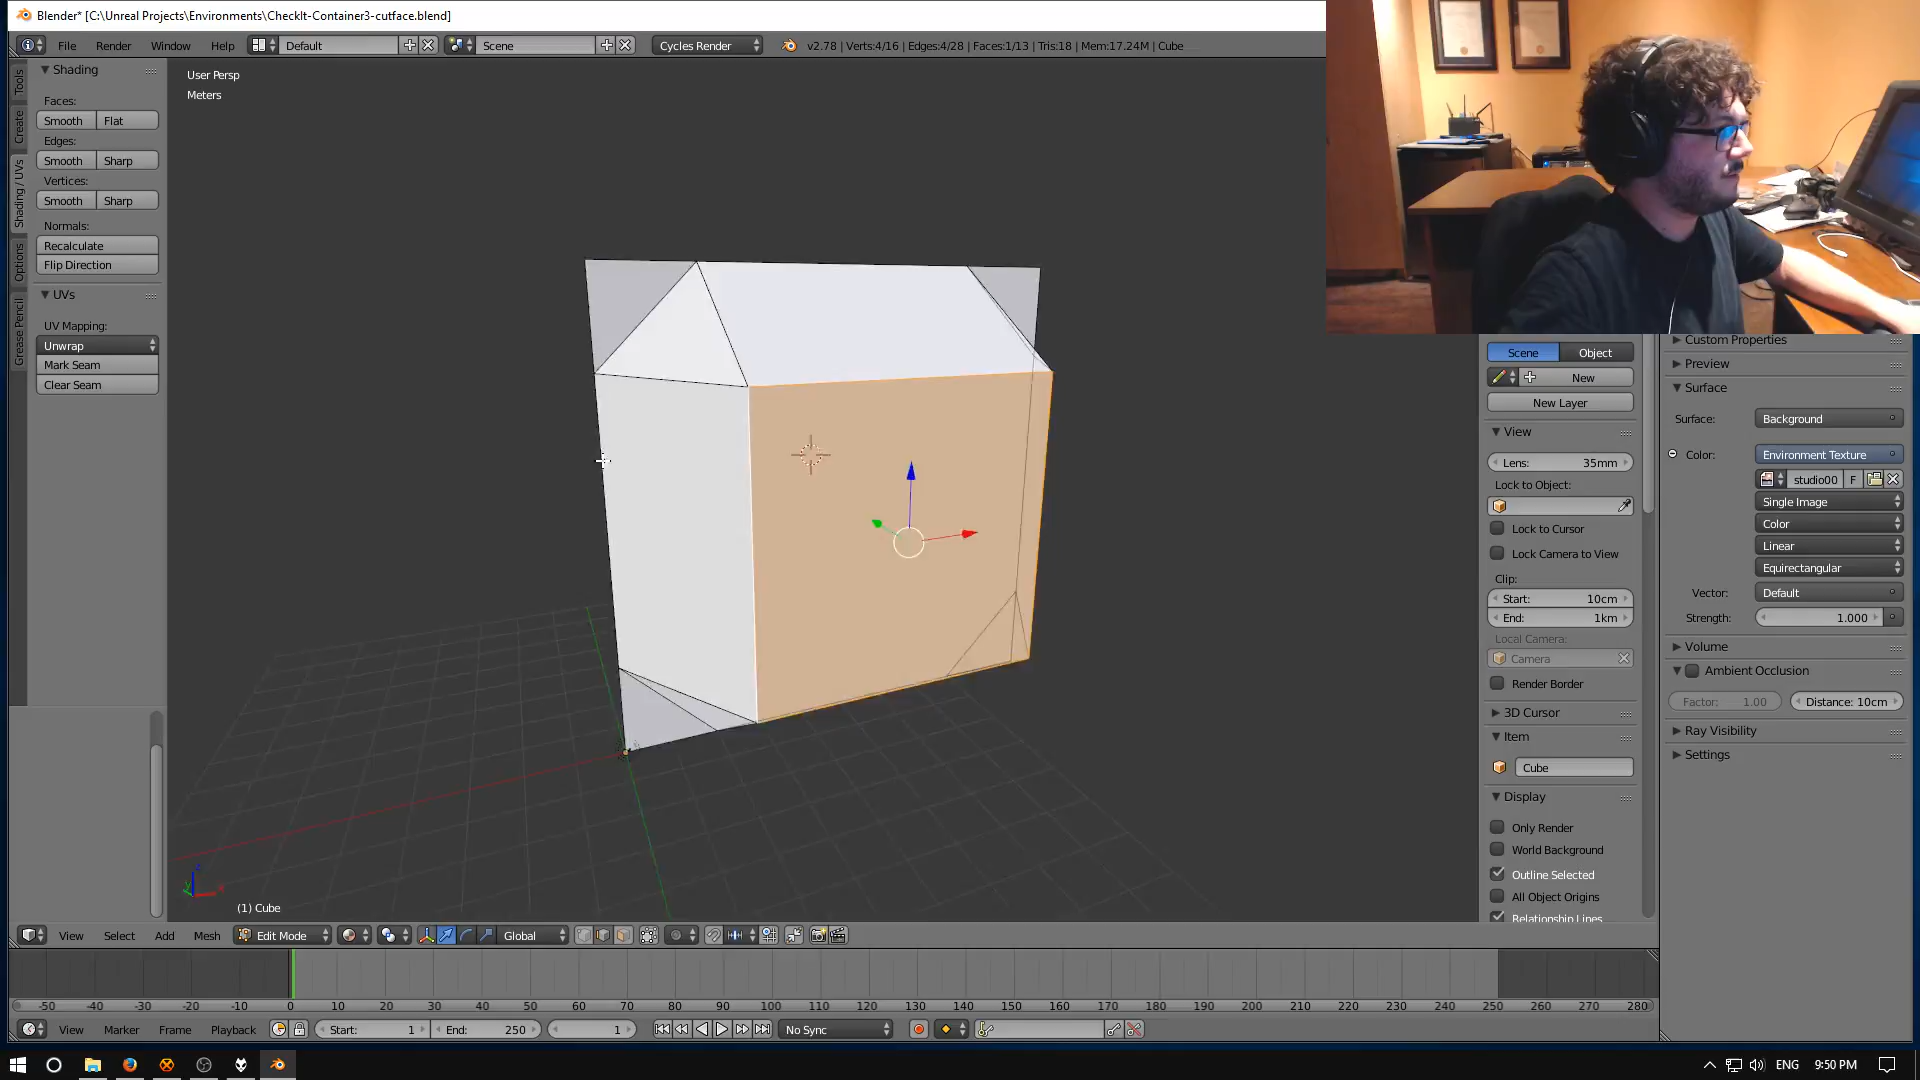 Blender* [C:\Unreal Projects\Environments\CheckIt-Container3-cutface.blend]
File
Render
Window
Help
Default
Scene
Cycles Render
v2.78 | Verts:4/16 | Edges:4/28 | Faces:1/13 | Tris:18 | Mem:17.24M | Cube
Tools
Create
Shading / UVs
Options
Grease Pencil
Shading
Faces:
Smooth Flat
Edges:
Smooth Sharp
Vertices:
Smooth Sharp
Normals:
Recalculate
Flip Direction
UVs
UV Mapping:
Unwrap
Mark Seam
Clear Seam
User Persp
Meters
(1) Cube
Scene Object
New
New Layer
View
Lens: 35mm
Lock to Object:
Lock to Cursor
Lock Camera to View
Clip:
Start: 10cm
End: 1km
Local Camera:
Camera
Render Border
3D Cursor
Item
Cube
Display
Only Render
World Background
Outline Selected
All Object Origins
Relationship Lines
Custom Properties
Preview
Surface
Surface: Background
Color: Environment Texture
studio00 F
Single Image
Color
Linear
Equirectangular
Vector: Default
Strength: 1.000
Volume
Ambient Occlusion
Factor: 1.00 Distance: 10cm
Ray Visibility
Settings
View Select Add Mesh Edit Mode Global
-50 -40 -30 -20 -10 0 10 20 30 40 50 60 70 80 90 100 110 120 130 140 150 160 170 180 190 200 210 220 230 240 250 260 270 280
View Marker Frame Playback Start: 1 End: 250 1 No Sync
ENG 9:50 PM